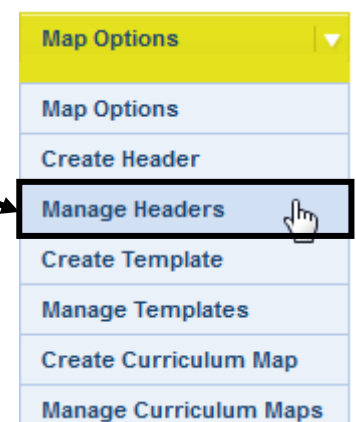 Map Options
Map Options
Create Header
Manage Headers
Create Template
Manage Templates
Create Curriculum Map
Manage Curriculum Maps